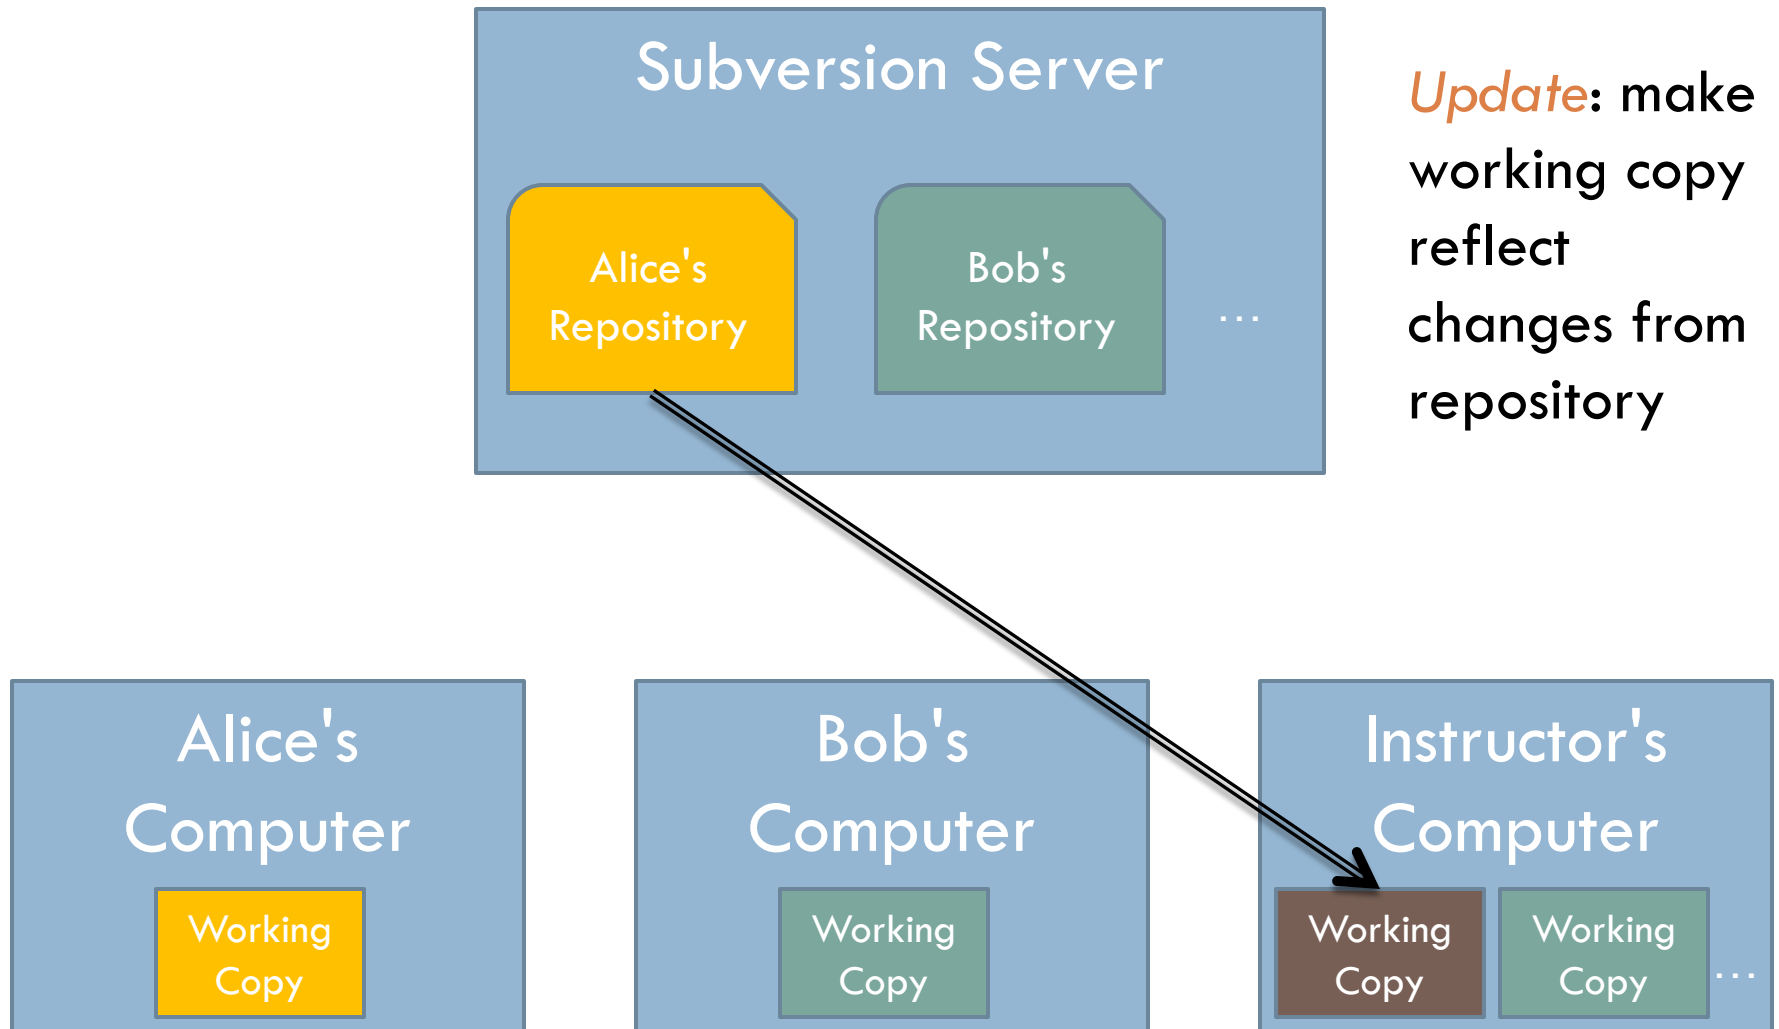 Subversion Server
Update: make
working copy
reflect
changes from
repository
Alice's
Repository
Bob's
Repository
...
Alice's
Computer
Working
Copy
Bob's
Computer
Working
Copy
Instructor's
Computer
Working
Copy
Working
Copy
...